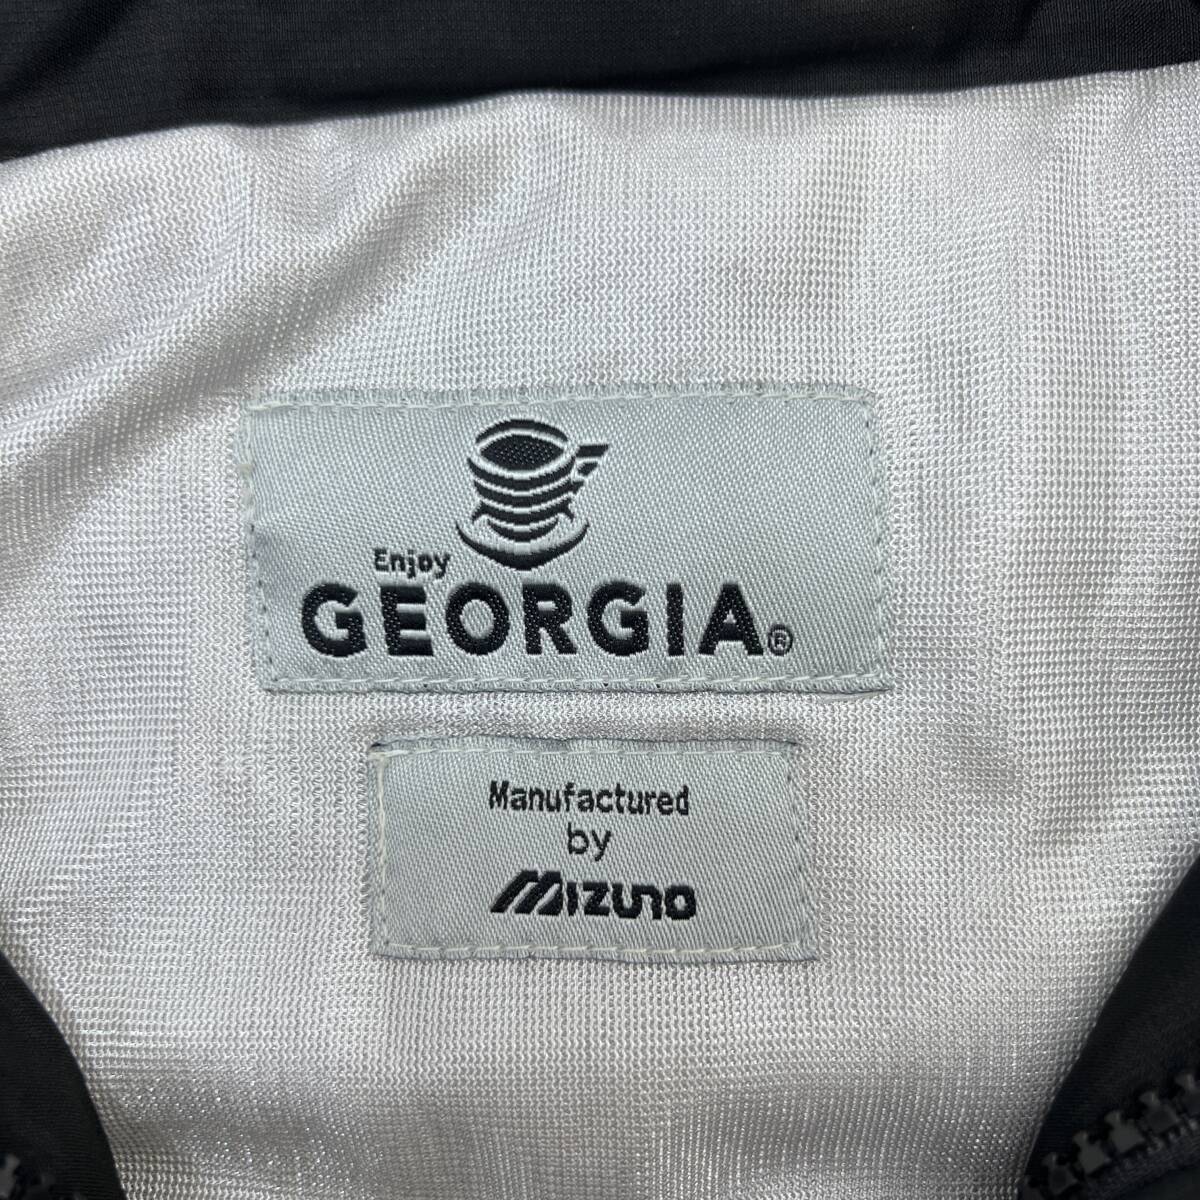 Enjoy
GEORGIA®
Manufactured
by
MIZUNO